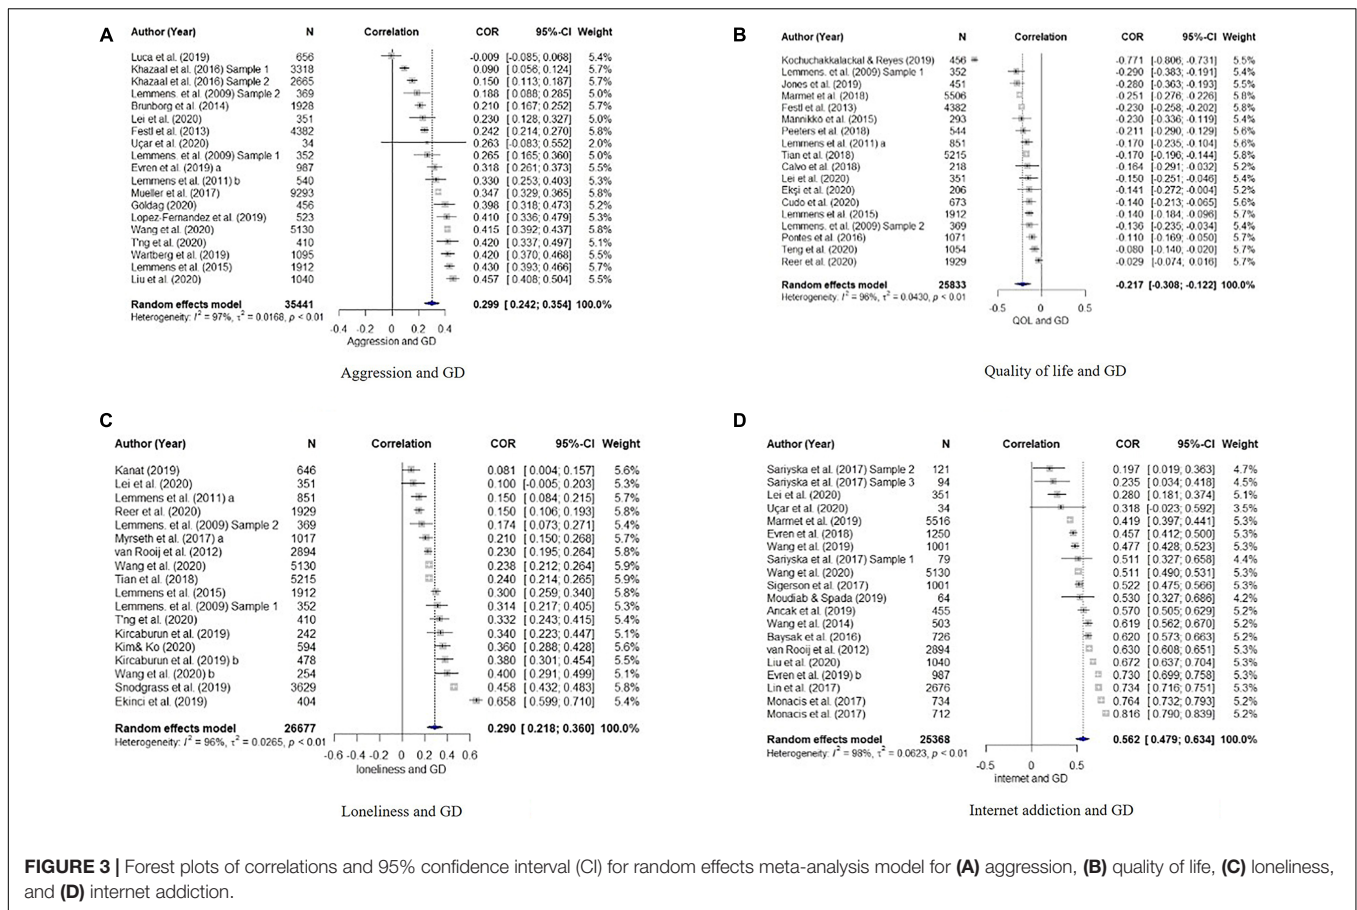 A
Author (Year) N Correlation COR 95%-CI Weight
Luca et al. (2019) 656 -0.009 [-0.085; 0.068] 5.4%
Khazaal et al. (2016) Sample 1 3318 0.090 [0.056; 0.124] 5.7%
Khazaal et al. (2016) Sample 2 2665 0.150 [0.113; 0.187] 5.7%
Lemmens. et al. (2009) Sample 2 369 0.188 [0.088; 0.285] 5.0%
Brunborg et al. (2014) 1928 0.210 [0.167; 0.252] 5.7%
Lei et al. (2020) 351 0.230 [0.128; 0.327] 5.0%
Festl et al. (2013) 4382 0.242 [0.214; 0.270] 5.8%
Uçar et al. (2020) 34 0.263 [-0.083; 0.552] 2.0%
Lemmens. et al. (2009) Sample 1 352 0.265 [0.165; 0.360] 5.0%
Evren et al. (2019) a 987 0.318 [0.261; 0.373] 5.5%
Lemmens et al. (2011) b 540 0.330 [0.253; 0.403] 5.3%
Mueller et al. (2017) 9293 0.347 [0.329; 0.365] 5.8%
Göldag (2020) 456 0.398 [0.318; 0.473] 5.2%
Lopez-Fernandez et al. (2019) 523 0.410 [0.336; 0.479] 5.3%
Wang et al. (2020) 5130 0.415 [0.392; 0.437] 5.8%
T'ng et al. (2020) 410 0.420 [0.337; 0.497] 5.1%
Wartberg et al. (2019) 1095 0.420 [0.370; 0.468] 5.5%
Lemmens et al. (2015) 1912 0.430 [0.393; 0.466] 5.7%
Liu et al. (2020) 1040 0.457 [0.408; 0.504] 5.5%
Random effects model 35441 0.299 [0.242; 0.354] 100.0%
Heterogeneity: I² = 97%, τ² = 0.0168, p < 0.01
-0.4 -0.2 0 0.2 0.4
Aggression and GD
Aggression and GD
B
Author (Year) N Correlation COR 95%-CI Weight
Kochuchakkalackal & Reyes (2019) 456 -0.771 [-0.806; -0.731] 5.5%
Lemmens. et al. (2009) Sample 1 352 -0.290 [-0.383; -0.191] 5.4%
Jones et al. (2019) 451 -0.280 [-0.363; -0.193] 5.5%
Marmet et al. (2018) 5506 -0.251 [-0.276; -0.226] 5.8%
Festl et al. (2013) 4382 -0.230 [-0.258; -0.202] 5.8%
Männikkö et al. (2015) 293 -0.230 [-0.336; -0.119] 5.4%
Peeters et al. (2018) 544 -0.211 [-0.290; -0.129] 5.6%
Lemmens et al. (2011) a 851 -0.170 [-0.235; -0.104] 5.7%
Tian et al. (2018) 5215 -0.170 [-0.196; -0.144] 5.8%
Calvo et al. (2018) 218 -0.164 [-0.291; -0.032] 5.2%
Lei et al. (2020) 351 -0.150 [-0.251; -0.046] 5.4%
Ekşi et al. (2020) 206 -0.141 [-0.272; -0.004] 5.2%
Cudo et al. (2020) 673 -0.140 [-0.213; -0.065] 5.6%
Lemmens et al. (2015) 1912 -0.140 [-0.184; -0.096] 5.7%
Lemmens. et al. (2009) Sample 2 369 -0.136 [-0.235; -0.034] 5.5%
Pontes et al. (2016) 1071 -0.110 [-0.169; -0.050] 5.7%
Teng et al. (2020) 1054 -0.080 [-0.140; -0.020] 5.7%
Reer et al. (2020) 1929 -0.029 [-0.074; 0.016] 5.7%
Random effects model 25833 -0.217 [-0.308; -0.122] 100.0%
Heterogeneity: I² = 96%, τ² = 0.0430, p < 0.01
-0.5 0 0.5
QOL and GD
Quality of life and GD
C
Author (Year) N Correlation COR 95%-CI Weight
Kanat (2019) 646 0.081 [0.004; 0.157] 5.6%
Lei et al. (2020) 351 0.100 [-0.005; 0.203] 5.3%
Lemmens et al. (2011) a 851 0.150 [0.084; 0.215] 5.7%
Reer et al. (2020) 1929 0.150 [0.106; 0.193] 5.8%
Lemmens. et al. (2009) Sample 2 369 0.174 [0.073; 0.271] 5.4%
Myrseth et al. (2017) a 1017 0.210 [0.150; 0.268] 5.7%
van Rooij et al. (2012) 2894 0.230 [0.195; 0.264] 5.8%
Wang et al. (2020) 5130 0.238 [0.212; 0.264] 5.9%
Tian et al. (2018) 5215 0.240 [0.214; 0.265] 5.9%
Lemmens et al. (2015) 1912 0.300 [0.259; 0.340] 5.8%
Lemmens. et al. (2009) Sample 1 352 0.314 [0.217; 0.405] 5.3%
T'ng et al. (2020) 410 0.332 [0.243; 0.415] 5.4%
Kircaburun et al. (2019) 242 0.340 [0.223; 0.447] 5.1%
Kim& Ko (2020) 594 0.360 [0.288; 0.428] 5.6%
Kircaburun et al. (2019) b 478 0.380 [0.301; 0.454] 5.5%
Wang et al. (2020) b 254 0.400 [0.291; 0.499] 5.1%
Snodgrass et al. (2019) 3629 0.458 [0.432; 0.483] 5.8%
Ekinci et al. (2019) 404 0.658 [0.599; 0.710] 5.4%
Random effects model 26677 0.290 [0.218; 0.360] 100.0%
Heterogeneity: I² = 96%, τ² = 0.0265, p < 0.01
-0.6 -0.4 -0.2 0 0.2 0.4 0.6
loneliness and GD
Loneliness and GD
D
Author (Year) N Correlation COR 95%-CI Weight
Sariyska et al. (2017) Sample 2 121 0.197 [0.019; 0.363] 4.7%
Sariyska et al. (2017) Sample 3 94 0.235 [0.034; 0.418] 4.5%
Lei et al. (2020) 351 0.280 [0.181; 0.374] 5.1%
Uçar et al. (2020) 34 0.318 [-0.023; 0.592] 3.5%
Marmet et al. (2019) 5516 0.419 [0.397; 0.441] 5.3%
Evren et al. (2018) 1250 0.457 [0.412; 0.500] 5.3%
Wang et al. (2019) 1001 0.477 [0.428; 0.523] 5.3%
Sariyska et al. (2017) Sample 1 79 0.511 [0.327; 0.658] 4.4%
Wang et al. (2020) 5130 0.511 [0.490; 0.531] 5.3%
Sigerson et al. (2017) 1001 0.522 [0.475; 0.566] 5.3%
Moudiab & Spada (2019) 64 0.530 [0.327; 0.686] 4.2%
Ancak et al. (2019) 455 0.570 [0.505; 0.629] 5.2%
Wang et al. (2014) 503 0.619 [0.562; 0.670] 5.2%
Baysak et al. (2016) 726 0.620 [0.573; 0.663] 5.2%
van Rooij et al. (2012) 2894 0.630 [0.608; 0.651] 5.3%
Liu et al. (2020) 1040 0.672 [0.637; 0.704] 5.3%
Evren et al. (2019) b 987 0.730 [0.699; 0.758] 5.3%
Lin et al. (2017) 2676 0.734 [0.716; 0.751] 5.3%
Monacis et al. (2017) 734 0.764 [0.732; 0.793] 5.2%
Monacis et al. (2017) 712 0.816 [0.790; 0.839] 5.2%
Random effects model 25368 0.562 [0.479; 0.634] 100.0%
Heterogeneity: I² = 98%, τ² = 0.0623, p < 0.01
-0.5 0 0.5
internet and GD
Internet addiction and GD
FIGURE 3 | Forest plots of correlations and 95% confidence interval (CI) for random effects meta-analysis model for (A) aggression, (B) quality of life, (C) loneliness,
and (D) internet addiction.